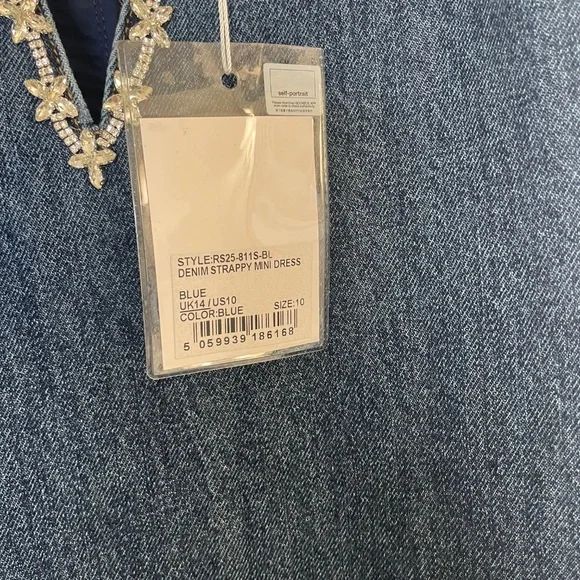 self-portrait
STYLE:RS25-811S-BL
DENIM STRAPPY MINI DRESS
BLUE
UK14 / US10
COLOR:BLUE SIZE:10
5 059939 186168